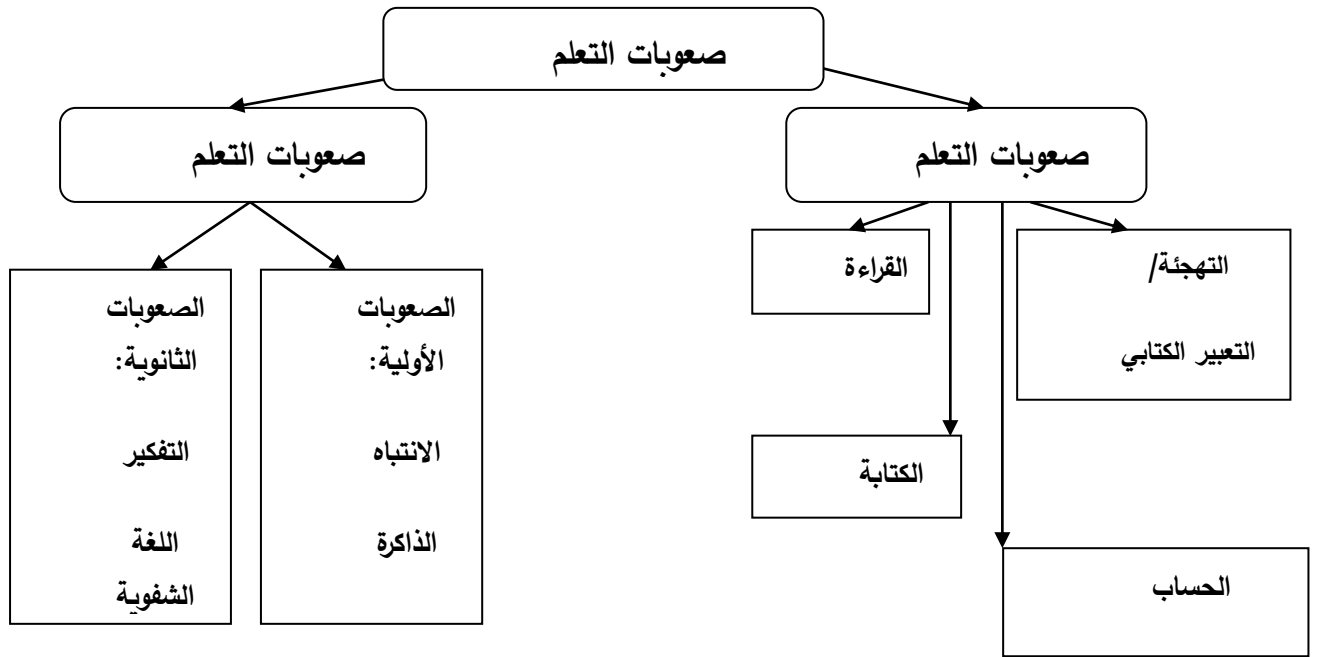 صعوبات التعلم
صعوبات التعلم
صعوبات التعلم
التهجئة/
التعبير الكتابي
القراءة
الكتابة
الحساب
الصعوبات
الأولية:
الانتباه
الذاكرة
الصعوبات
الثانوية:
التفكير
اللغة
الشفوية